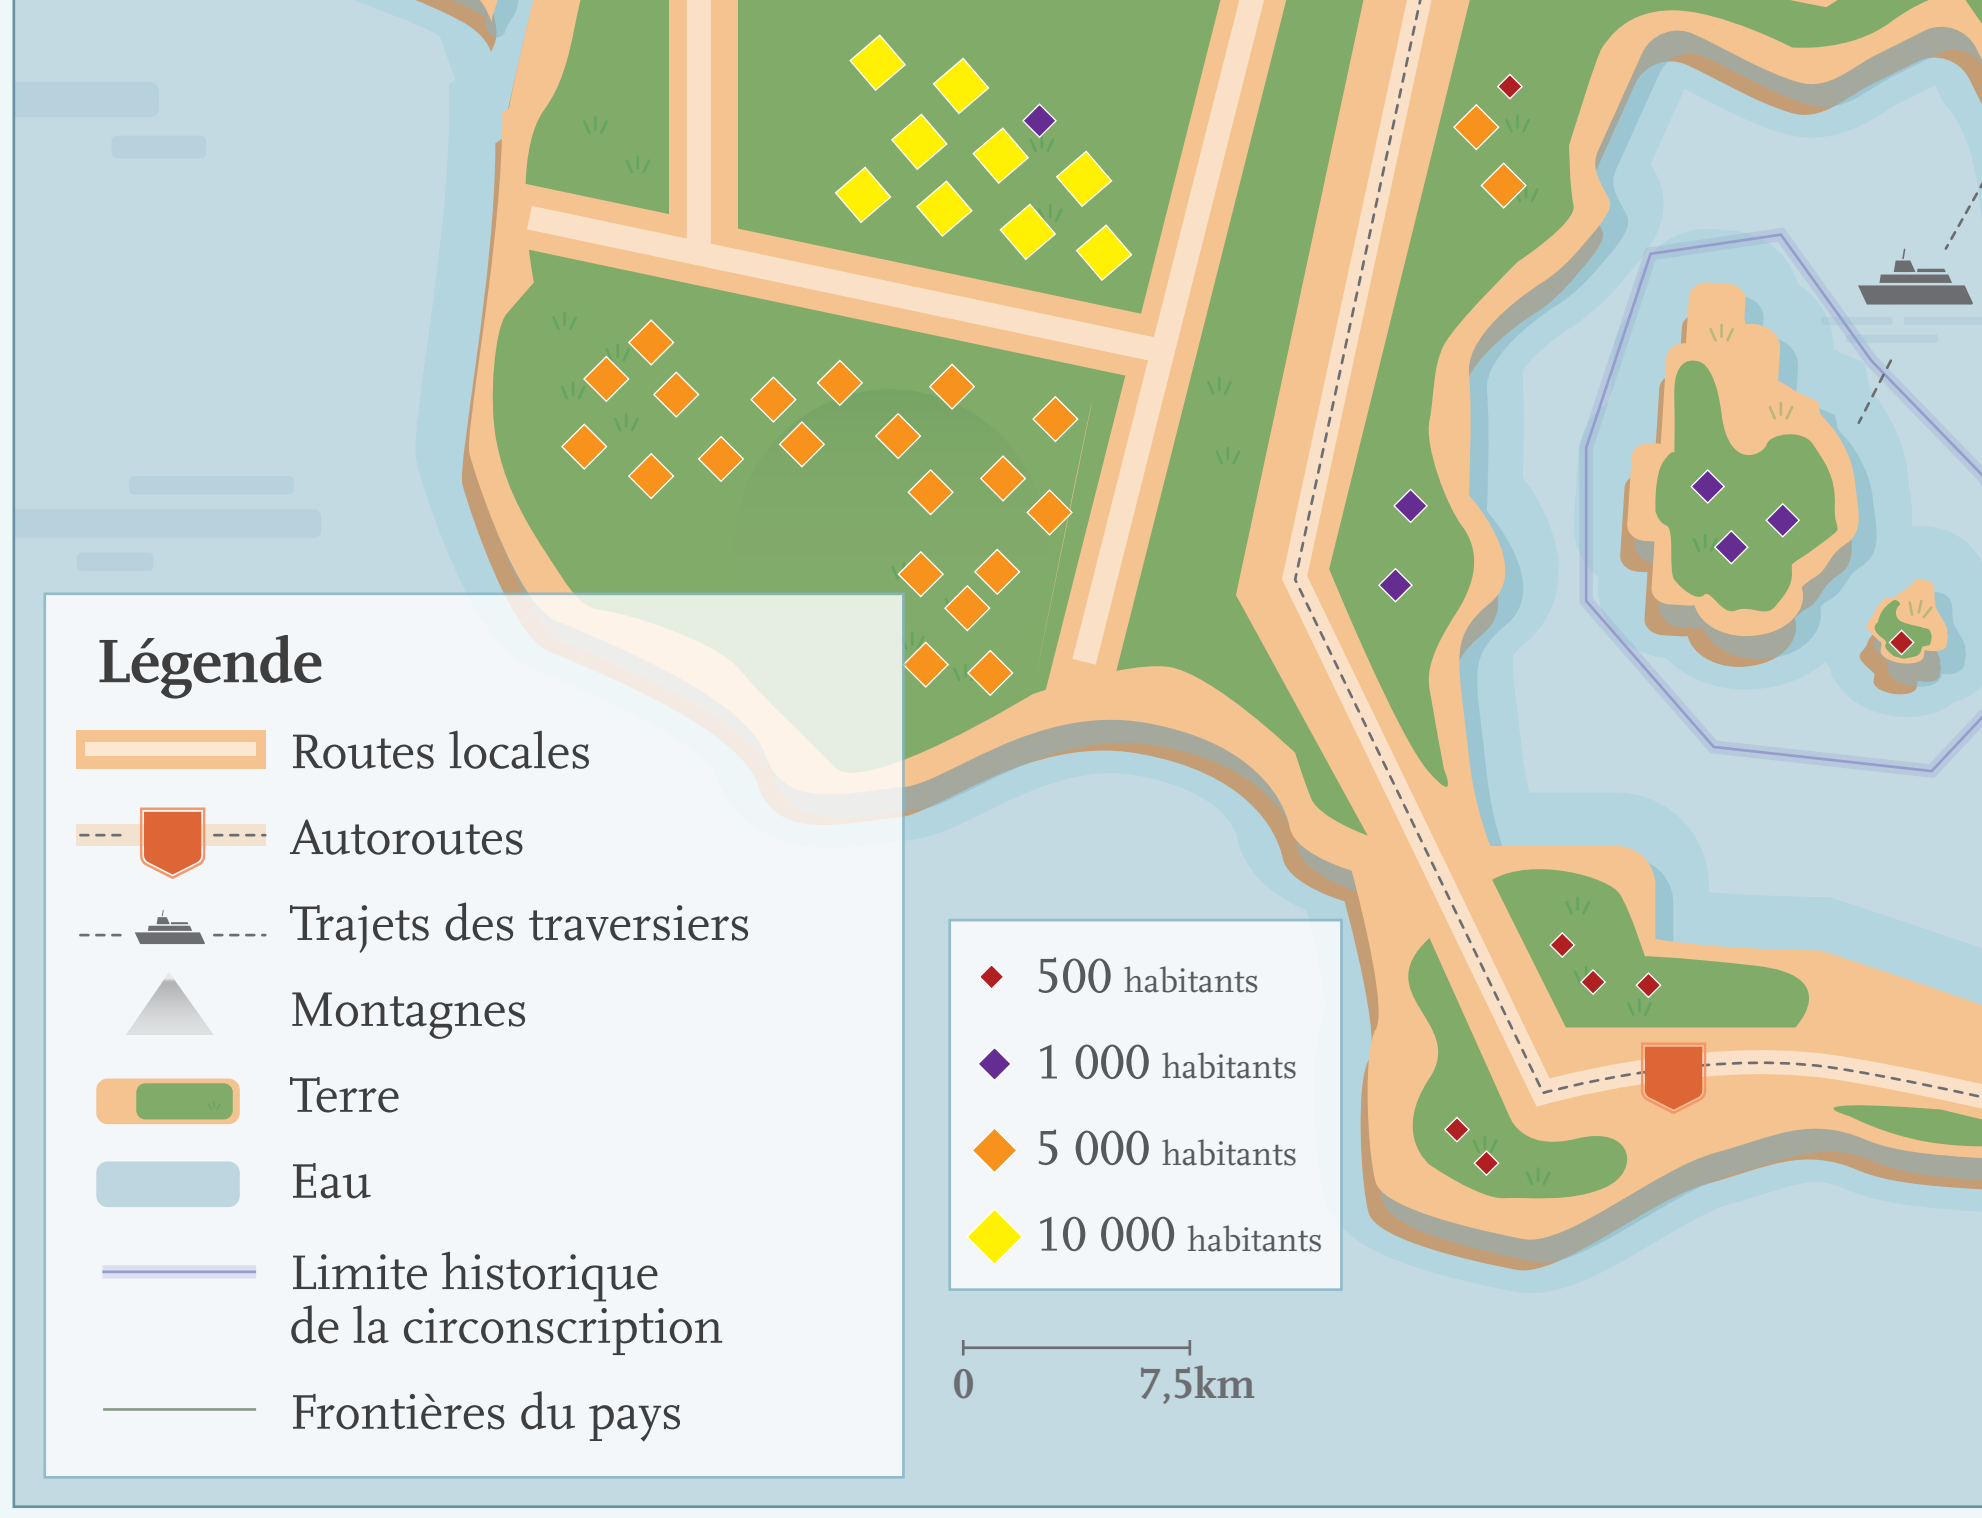 Légende
Routes locales
Autoroutes
Trajets des traversiers
Montagnes
Terre
Eau
Limite historique
de la circonscription
Frontières du pays
500 habitants
1 000 habitants
5 000 habitants
10 000 habitants
0 7,5km